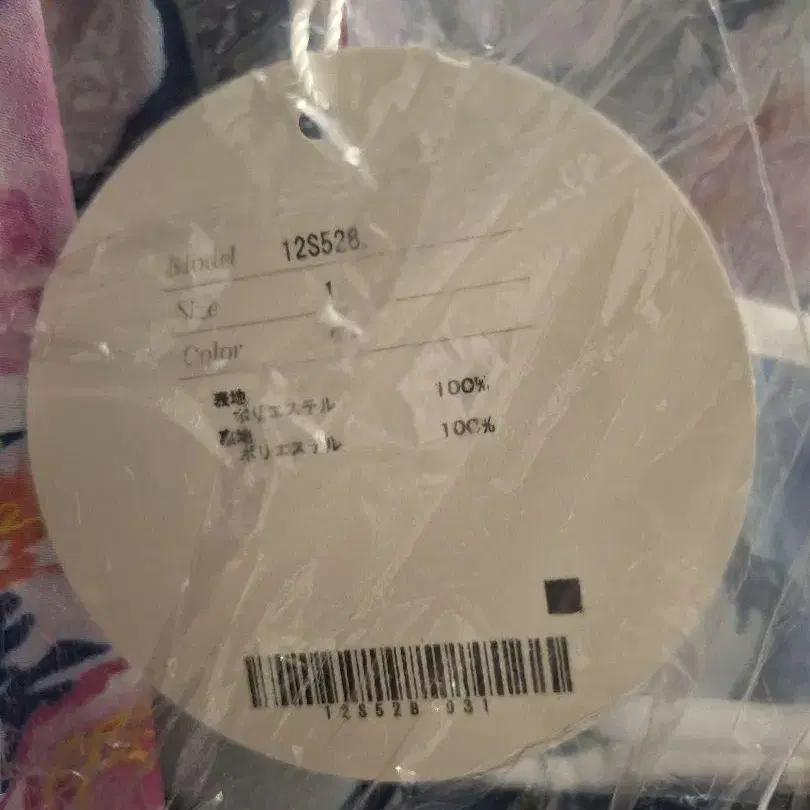 Model 12S528
Size 1
Color
表地
ポリエステル 100%
裏地
ポリエステル 100%
12S528 031